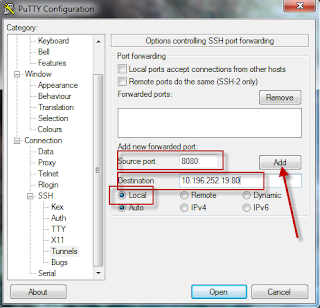 PuTTY Configuration
Category:
Keyboard
Bell
Features
Window
Appearance
Behaviour
Translation
Selection
Colours
Connection
Data
Proxy
Telnet
Rlogin
SSH
Kex
Auth
TTY
X11
Tunnels
Bugs
Serial
Options controlling SSH port forwarding
Port forwarding
Local ports accept connections from other hosts
Remote ports do the same (SSH-2 only)
Forwarded ports:
Remove
Add new forwarded port:
Source port 8080 Add
Destination 10.196.252.19:80
Local Remote Dynamic
Auto IPv4 IPv6
About Open Cancel